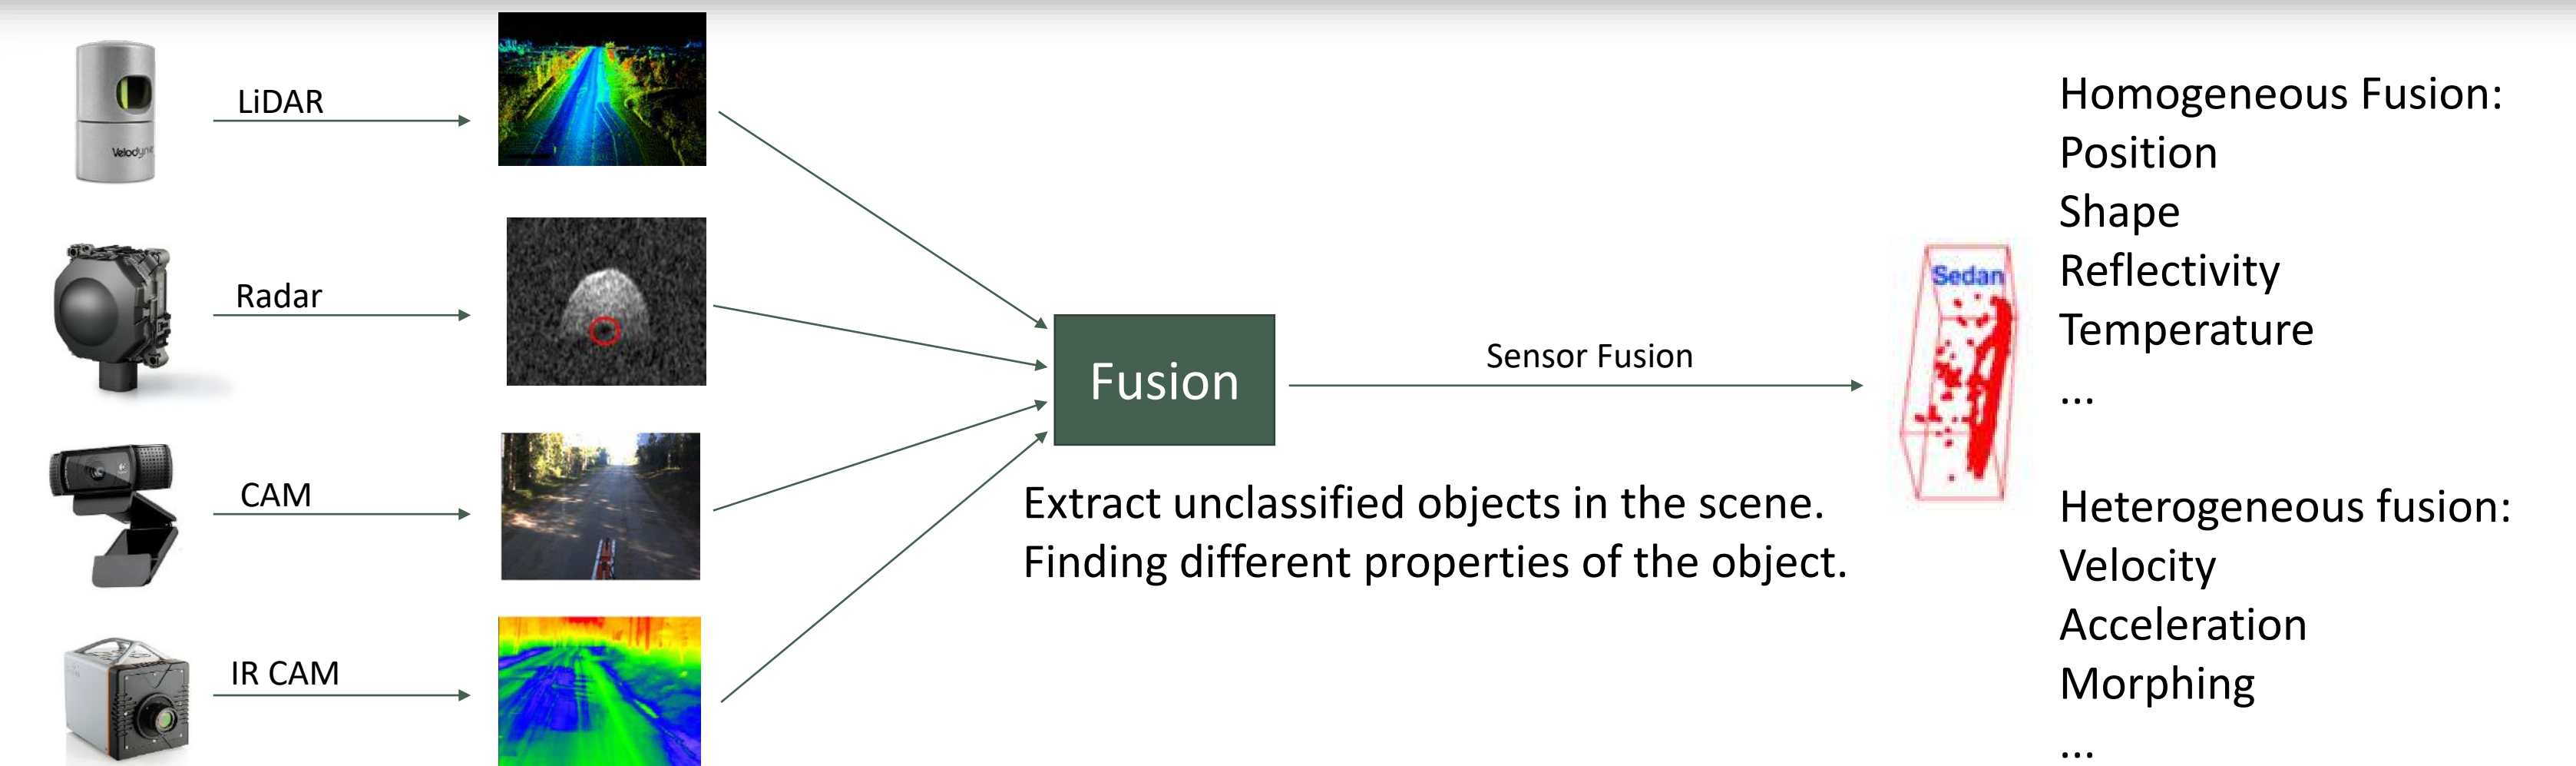 LiDAR
Velodyne
Radar
CAM
IR CAM
Fusion
Extract unclassified objects in the scene.
Finding different properties of the object.
Sensor Fusion
Sedan
Homogeneous Fusion:
Position
Shape
Reflectivity
Temperature
...
Heterogeneous fusion:
Velocity
Acceleration
Morphing
...